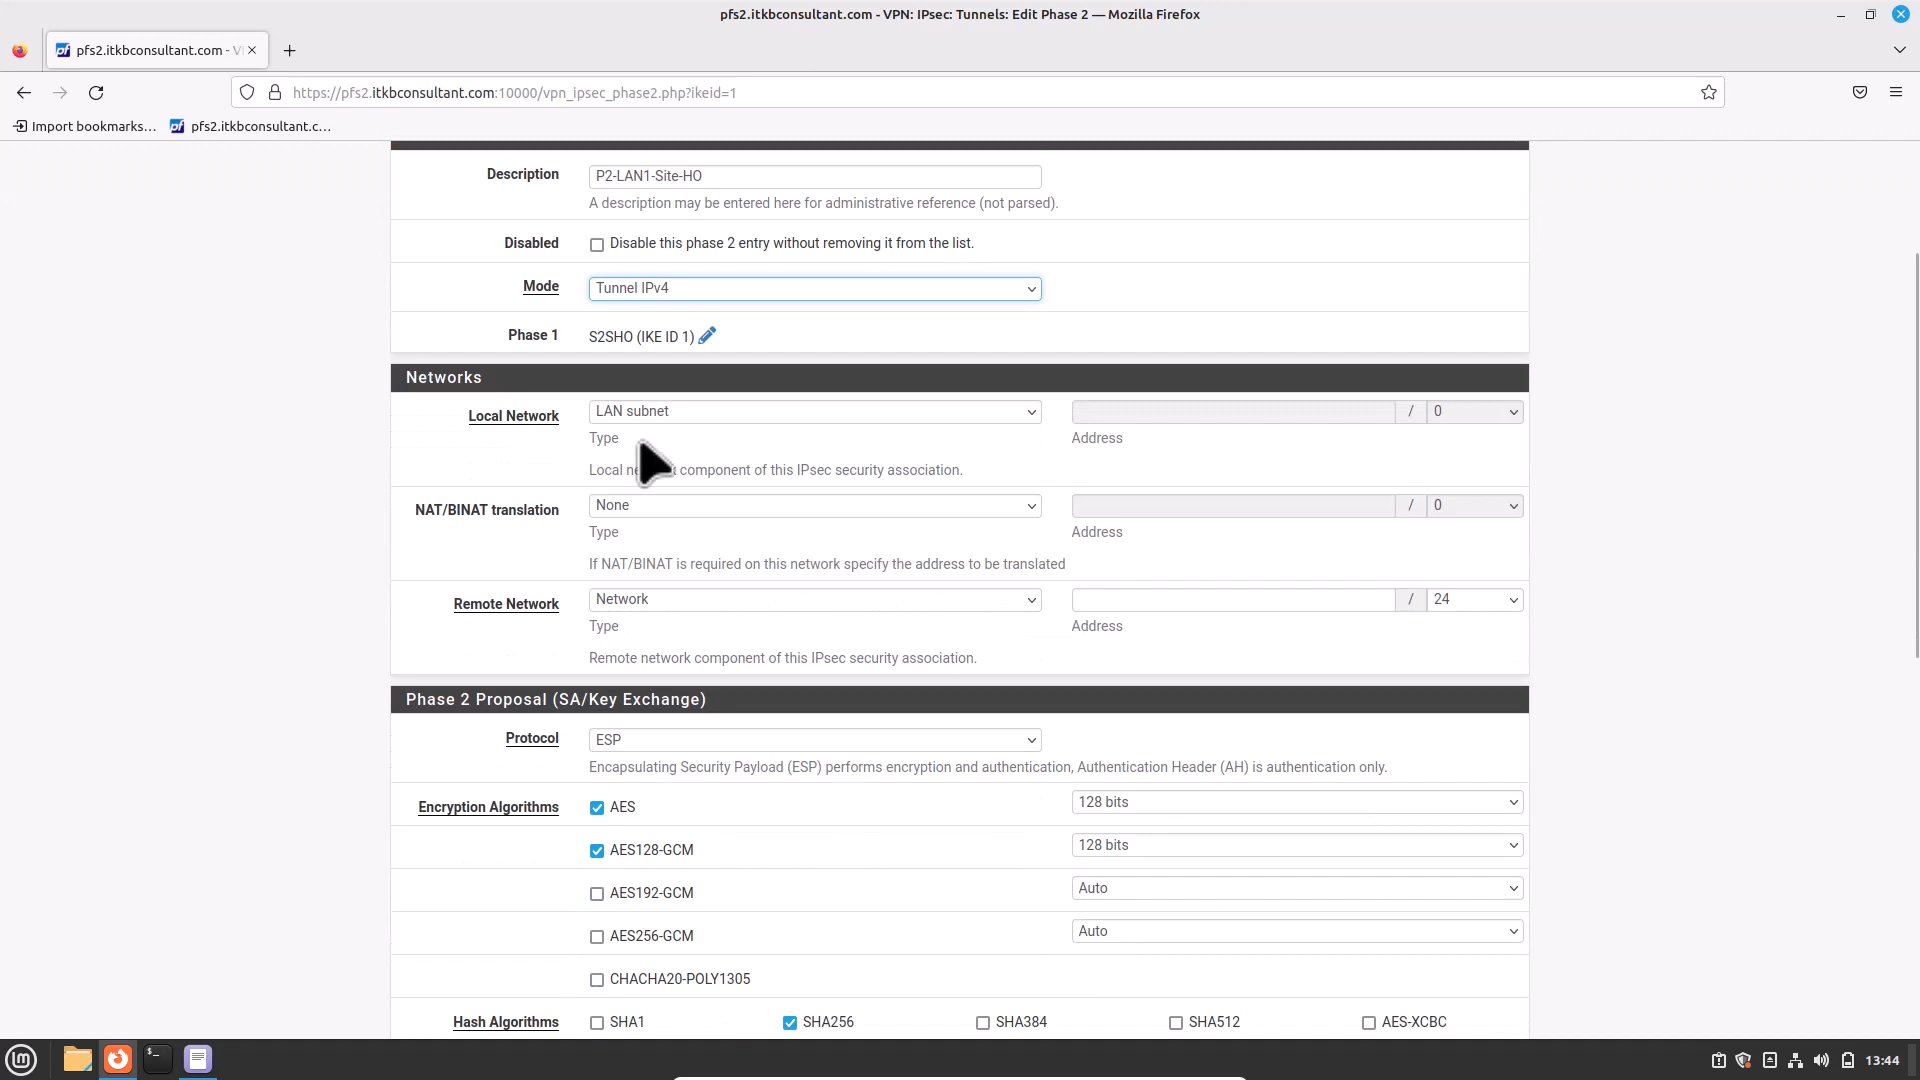 pfs2.itkbconsultant.com - VPN: IPsec: Tunnels: Edit Phase 2 — Mozilla Firefox
pfs2.itkbconsultant.com - V
https://pfs2.itkbconsultant.com:10000/vpn_ipsec_phase2.php?ikeid=1
Import bookmarks...
pfs2.itkbconsultant.c...
Description
P2-LAN1-Site-HO
A description may be entered here for administrative reference (not parsed).
Disabled
Disable this phase 2 entry without removing it from the list.
Mode
Tunnel IPv4
Phase 1
S2SHO (IKE ID 1)
Networks
Local Network
LAN subnet
/ 0
Type
Address
Local component of this IPsec security association.
NAT/BINAT translation
None
/ 0
Type
Address
If NAT/BINAT is required on this network specify the address to be translated
Remote Network
Network
/ 24
Type
Address
Remote network component of this IPsec security association.
Phase 2 Proposal (SA/Key Exchange)
Protocol
ESP
Encapsulating Security Payload (ESP) performs encryption and authentication, Authentication Header (AH) is authentication only.
Encryption Algorithms
AES
128 bits
AES128-GCM
128 bits
AES192-GCM
Auto
AES256-GCM
Auto
CHACHA20-POLY1305
Hash Algorithms
SHA1
SHA256
SHA384
SHA512
AES-XCBC
13:44